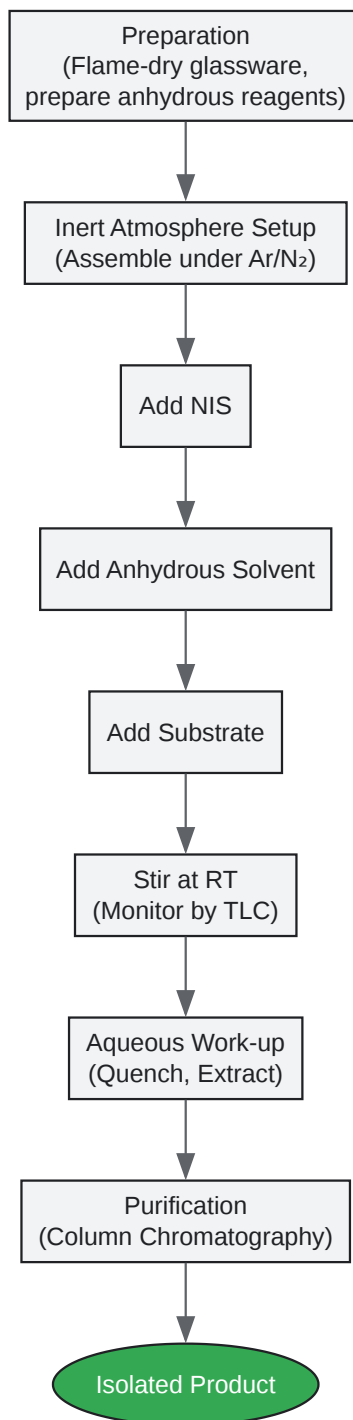 Preparation
(Flame-dry glassware,
prepare anhydrous reagents)
Inert Atmosphere Setup
(Assemble under Ar/N₂)
Add NIS
Add Anhydrous Solvent
Add Substrate
Stir at RT
(Monitor by TLC)
Aqueous Work-up
(Quench, Extract)
Purification
(Column Chromatography)
Isolated Product